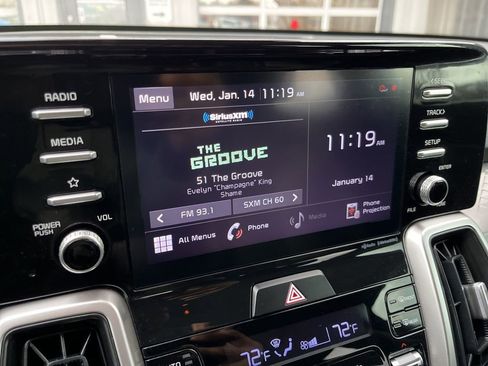 RADIO
MEDIA
POWER PUSH
VOL
Menu
Wed, Jan. 14
11:19 AM
SiriusXM
SATELLITE RADIO
THE GROOVE
51 The Groove
Evelyn "Champagne" King
Shame
FM 93.1
SXM CH 60
11:19 AM
January 14
All Menus
Phone
Media
Phone Projection
SEEK
TRACK
SETUP
ENTER
FILE
72°F
72°F